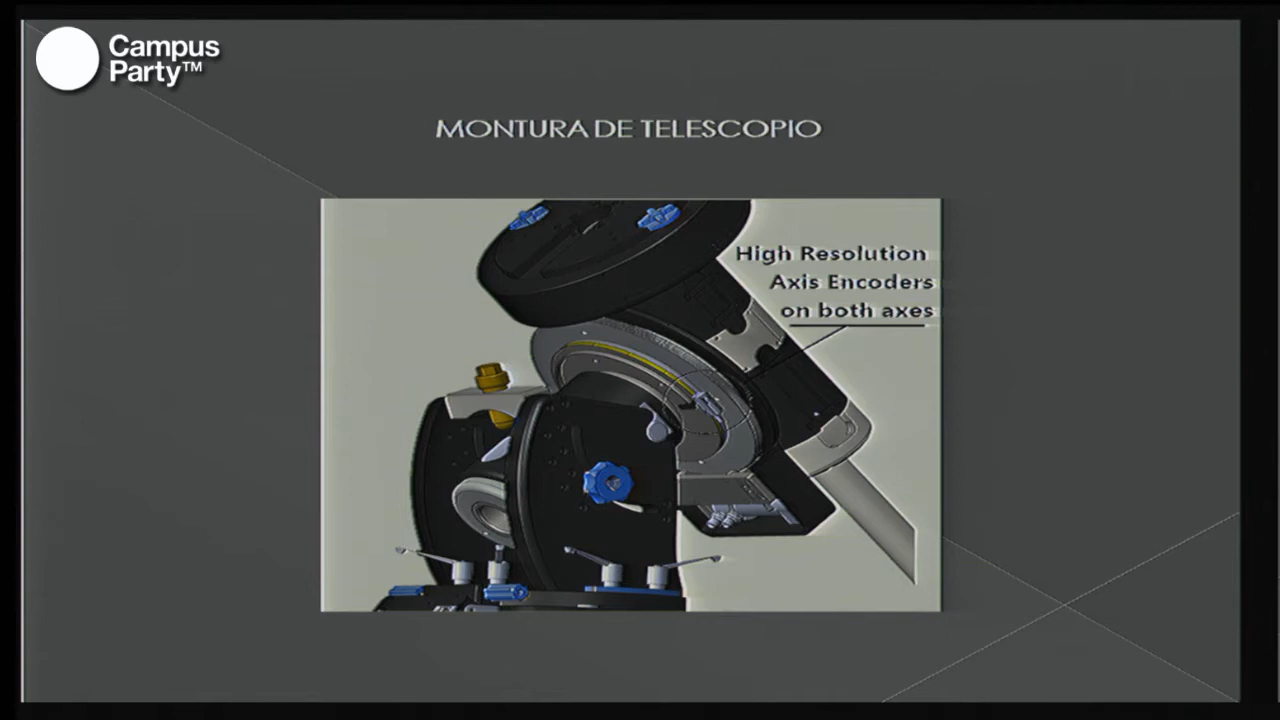 Campus
Party™
MONTURA DE TELESCOPIO
High Resolution
Axis Encoders
on both axes